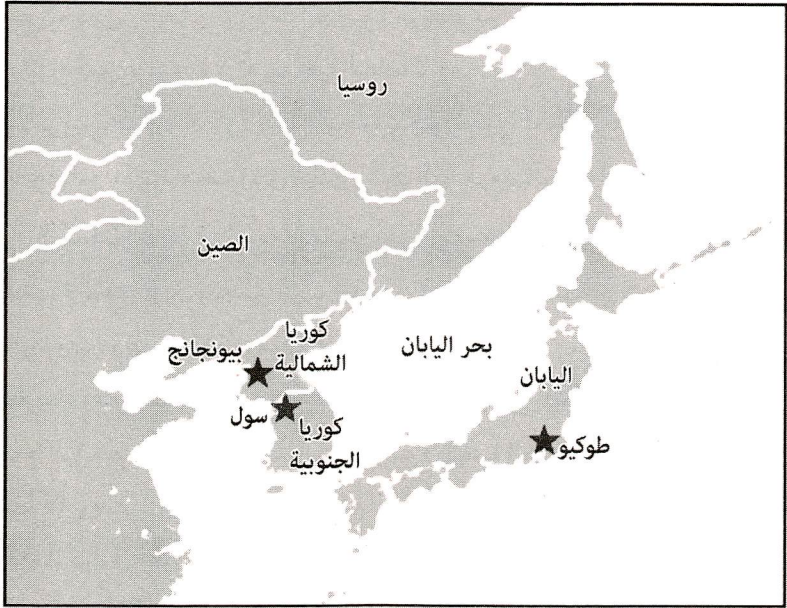 روسيا
الصين
كوريا
الشمالية
بيونجانج
بحر اليابان
اليابان
سول
كوريا
الجنوبية
طوكيو